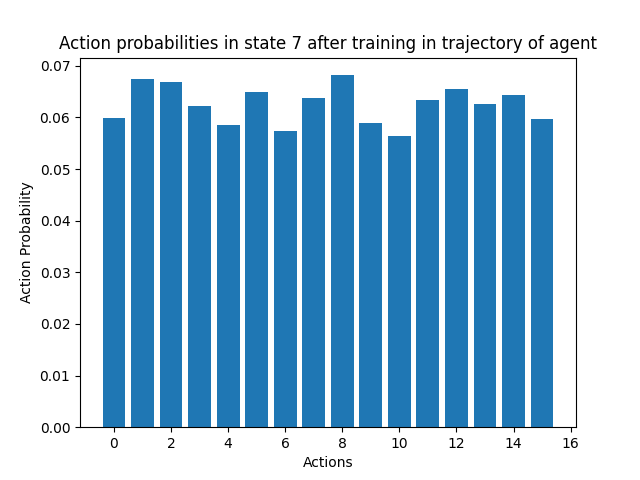 Action probabilities in state 7 after training in trajectory of agent
0.07
0.06
0.05
0.04
0.03
0.02
0.01
0.00
Action Probability
0 2 4 6 8 10 12 14 16
Actions